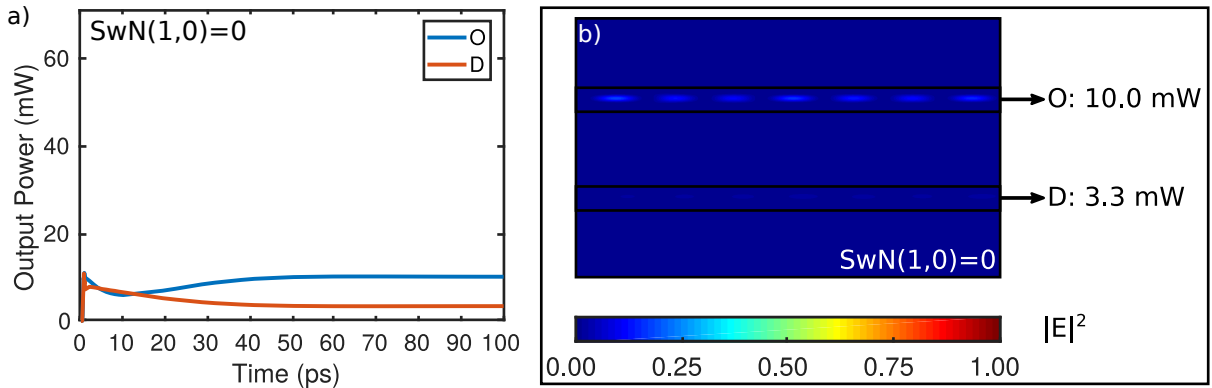 a)
SwN(1,0)=0
O
D
60
40
20
0
0 10 20 30 40 50 60 70 80 90 100
Output Power (mW)
Time (ps)
b)
O: 10.0 mW
D: 3.3 mW
SwN(1,0)=0
|E|²
0.00 0.25 0.50 0.75 1.00